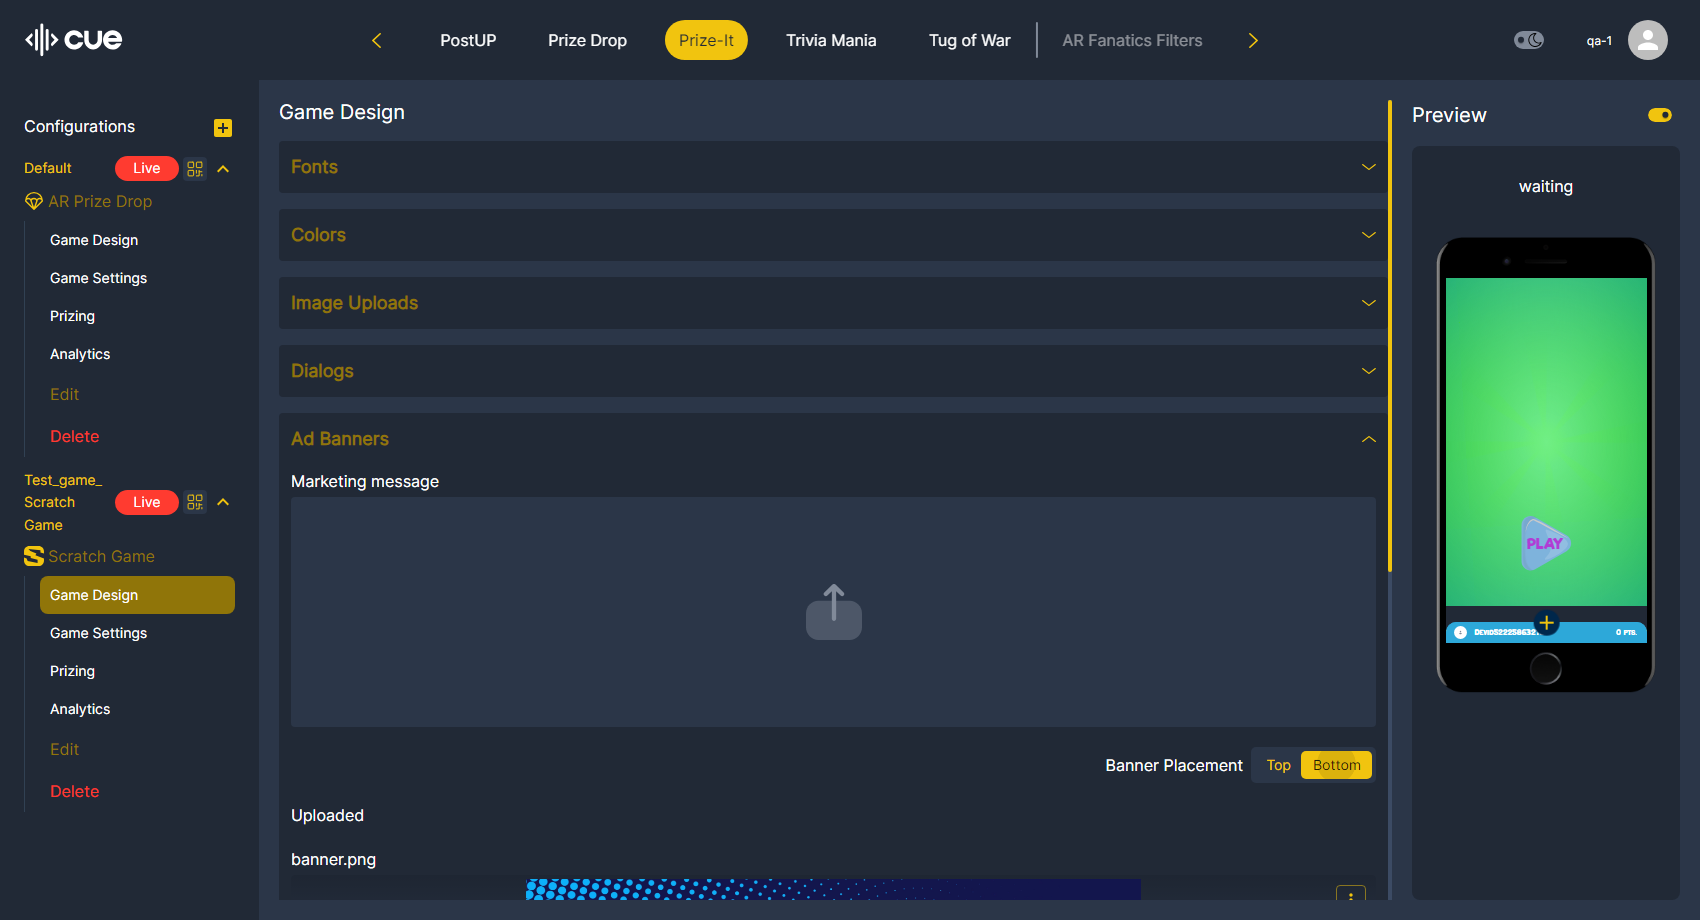 cue
PostUP
Prize Drop
Prize-It
Trivia Mania
Tug of War
AR Fanatics Filters
qa-1
Configurations
Default
Live
AR Prize Drop
Game Design
Game Settings
Prizing
Analytics
Edit
Delete
Test_game_
Scratch
Game
Live
Scratch Game
Game Design
Game Settings
Prizing
Analytics
Edit
Delete
Game Design
Fonts
Colors
Image Uploads
Dialogs
Ad Banners
Marketing message
Banner Placement
Top
Bottom
Uploaded
banner.png
Preview
waiting
PLAY
0 PTS.